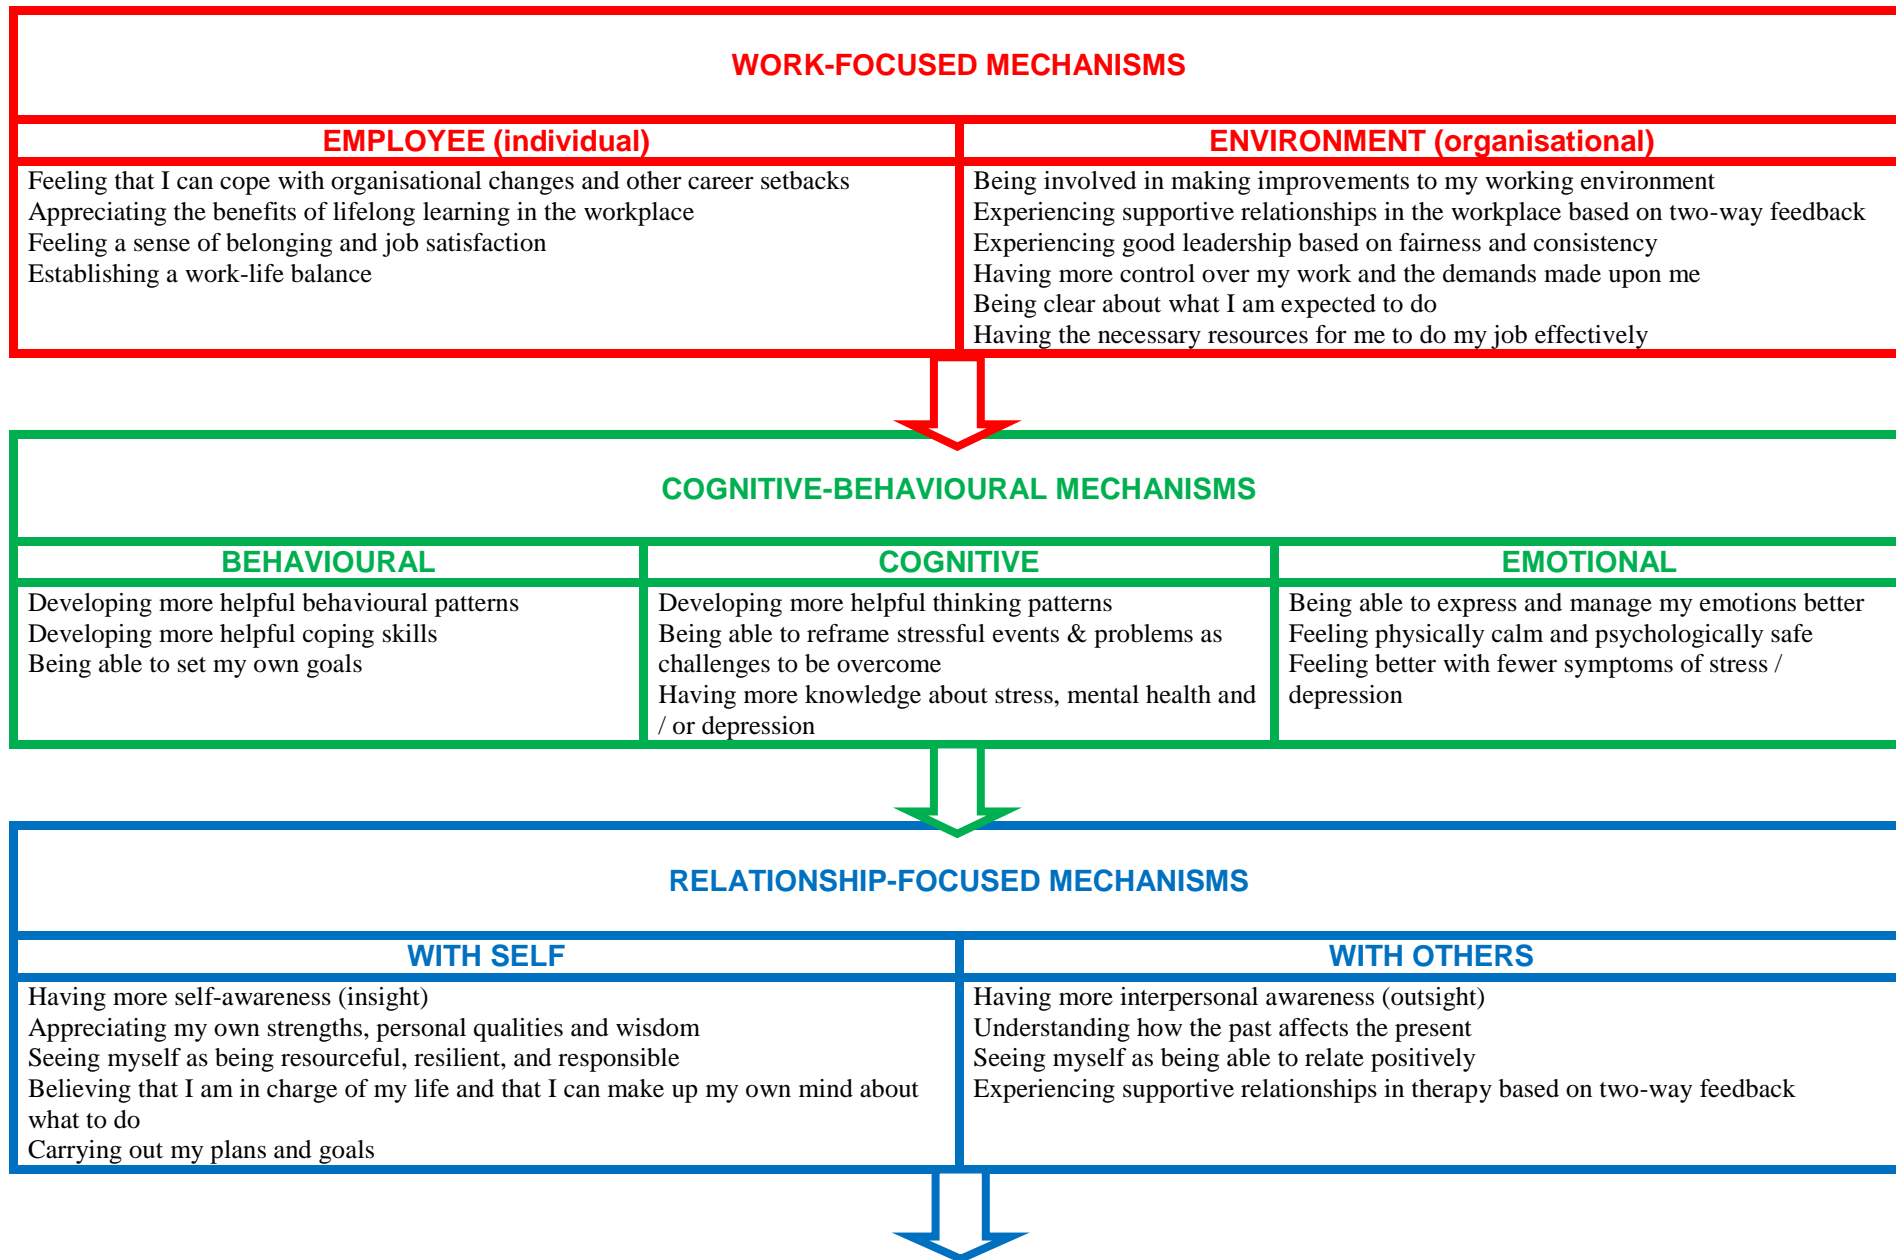 WORK-FOCUSED MECHANISMS
EMPLOYEE (individual)
Feeling that I can cope with organisational changes and other career setbacks
Appreciating the benefits of lifelong learning in the workplace
Feeling a sense of belonging and job satisfaction
Establishing a work-life balance
ENVIRONMENT (organisational)
Being involved in making improvements to my working environment
Experiencing supportive relationships in the workplace based on two-way feedback
Experiencing good leadership based on fairness and consistency
Having more control over my work and the demands made upon me
Being clear about what I am expected to do
Having the necessary resources for me to do my job effectively
COGNITIVE-BEHAVIOURAL MECHANISMS
BEHAVIOURAL
Developing more helpful behavioural patterns
Developing more helpful coping skills
Being able to set my own goals
COGNITIVE
Developing more helpful thinking patterns
Being able to reframe stressful events & problems as
challenges to be overcome
Having more knowledge about stress, mental health and
/ or depression
EMOTIONAL
Being able to express and manage my emotions better
Feeling physically calm and psychologically safe
Feeling better with fewer symptoms of stress /
depression
RELATIONSHIP-FOCUSED MECHANISMS
WITH SELF
Having more self-awareness (insight)
Appreciating my own strengths, personal qualities and wisdom
Seeing myself as being resourceful, resilient, and responsible
Believing that I am in charge of my life and that I can make up my own mind about
what to do
Carrying out my plans and goals
WITH OTHERS
Having more interpersonal awareness (outsight)
Understanding how the past affects the present
Seeing myself as being able to relate positively
Experiencing supportive relationships in therapy based on two-way feedback